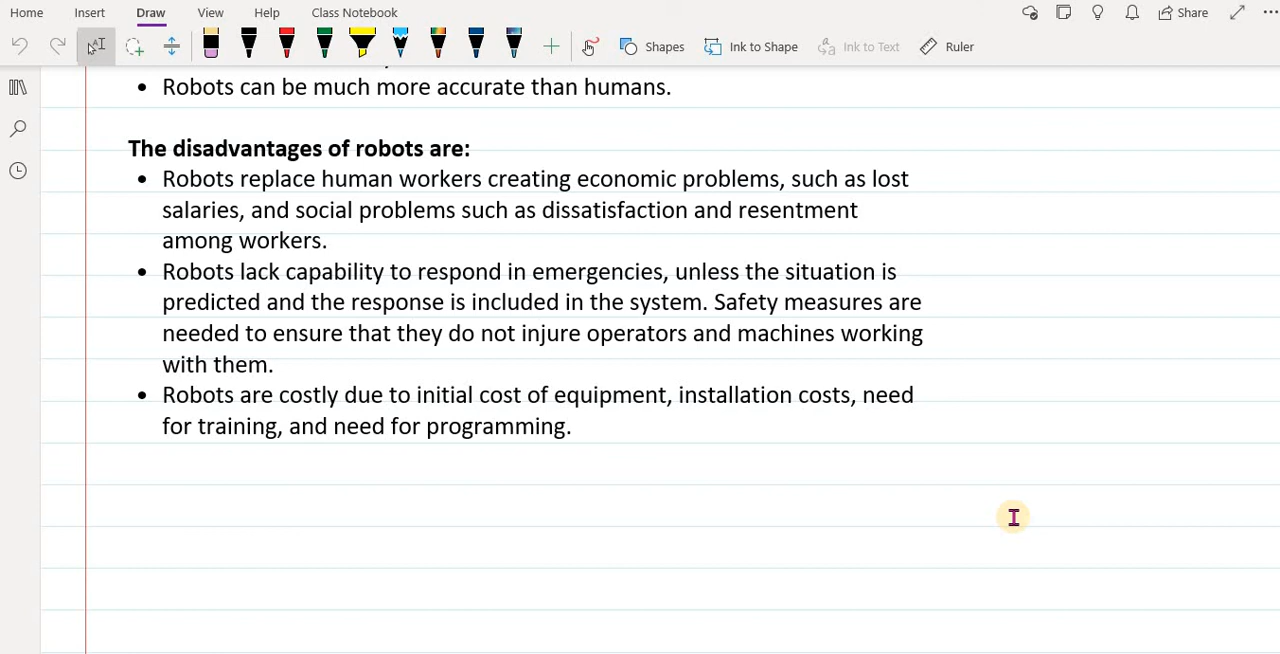 Home Insert Draw View Help Class Notebook Share
Shapes Ink to Shape Ink to Text Ruler
• Robots can be much more accurate than humans.
The disadvantages of robots are:
• Robots replace human workers creating economic problems, such as lost
salaries, and social problems such as dissatisfaction and resentment
among workers.
• Robots lack capability to respond in emergencies, unless the situation is
predicted and the response is included in the system. Safety measures are
needed to ensure that they do not injure operators and machines working
with them.
• Robots are costly due to initial cost of equipment, installation costs, need
for training, and need for programming.